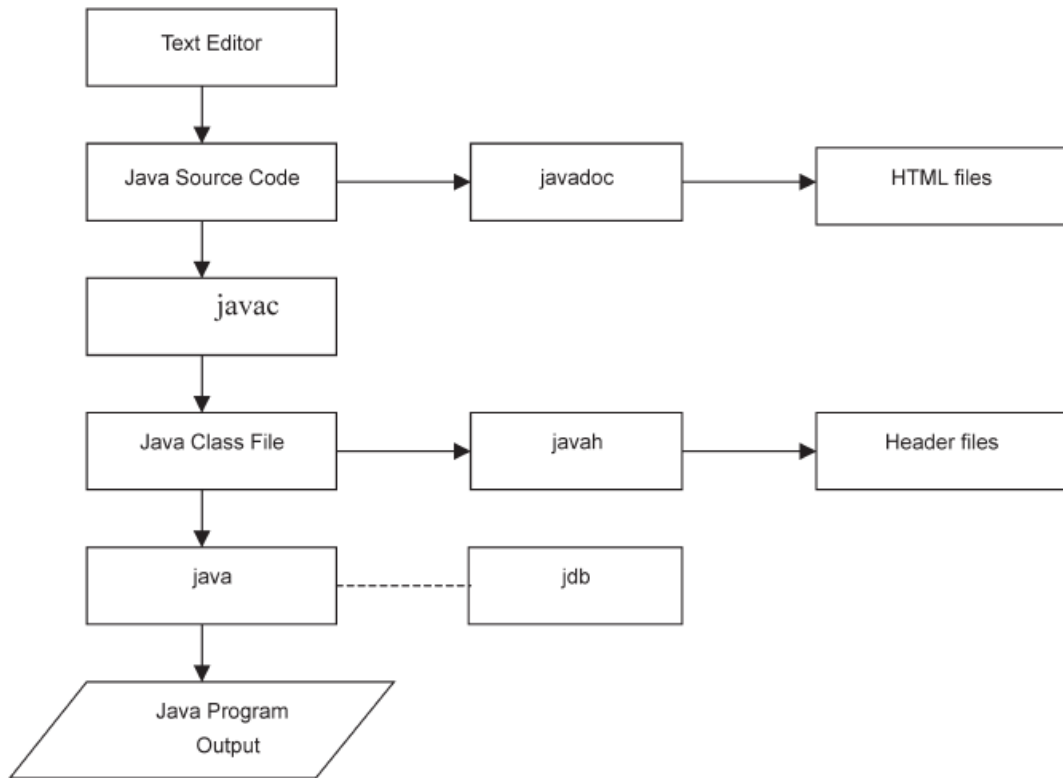 Text Editor
Java Source Code
javadoc
HTML files
javac
Java Class File
javah
Header files
java
jdb
Java Program
Output